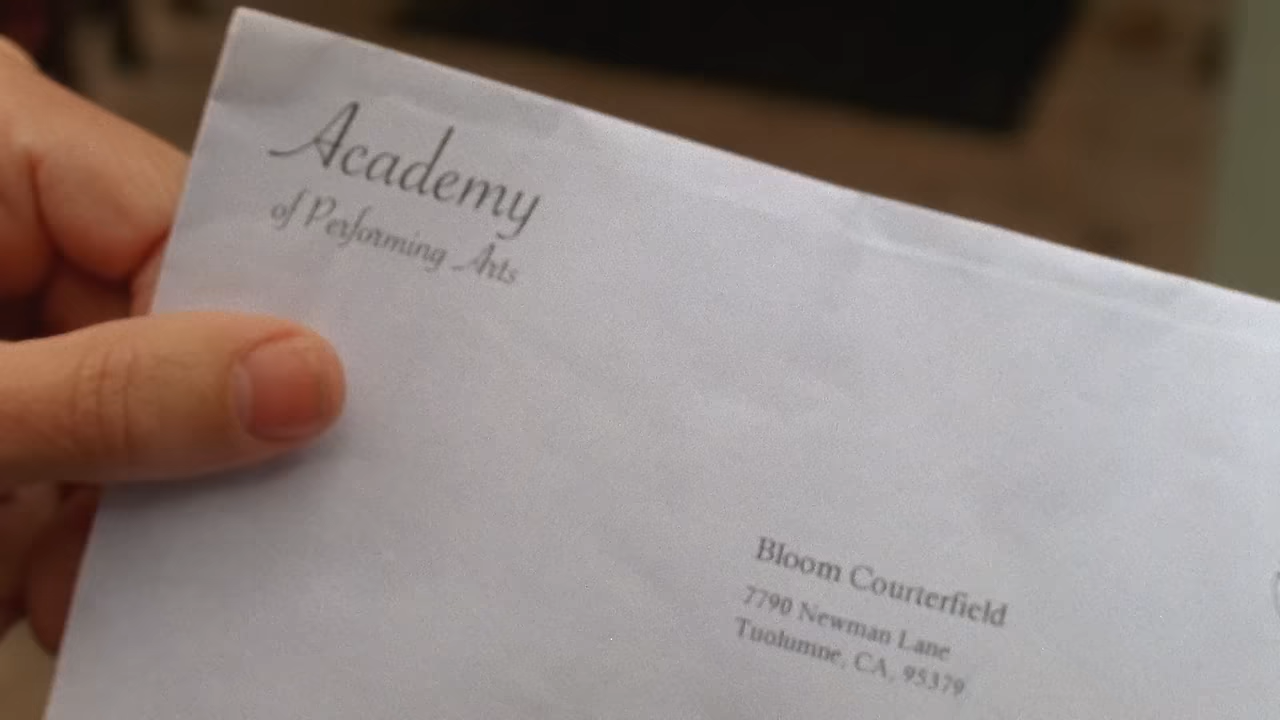 Academy
of Performing Arts
Bloom Courterfield
7790 Newman Lane
Tuolumne, CA, 95379